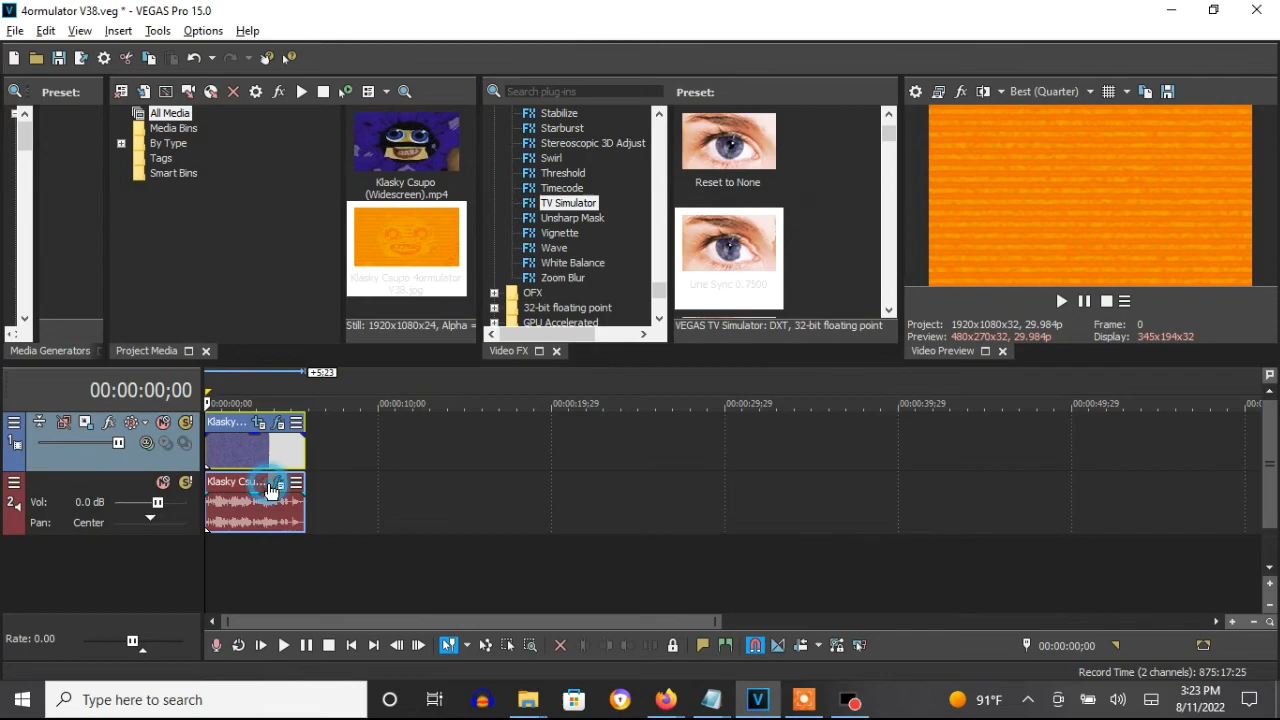 4ormulator V38.veg * - VEGAS Pro 15.0
File Edit View Insert Tools Options Help
Preset:
Search plug-ins
Preset:
Best (Quarter)
All Media
Media Bins
By Type
Tags
Smart Bins
Klasky Csupo
(Widescreen).mp4
Klasky Csupo 4ormulator
V38.jpg
Still: 1920x1080x24, Alpha =
Stabilize
Starburst
Stereoscopic 3D Adjust
Swirl
Threshold
Timecode
TV Simulator
Unsharp Mask
Vignette
Wave
White Balance
Zoom Blur
OFX
32-bit floating point
GPU Accelerated
Reset to None
Line Sync 0.7500
VEGAS TV Simulator: DXT, 32-bit floating point
Project: 1920x1080x32, 29.984p
Preview: 480x270x32, 29.984p
Frame: 0
Display: 345x194x32
Media Generators
Project Media
Video FX
Video Preview
00:00:00;00
+5:23
0:00:00;00
00:00:10;00
00:00:19;29
00:00:29;29
00:00:39;29
00:00:49;29
00:0
1
Klasky...
2
Klasky Csu...
Vol: 0.0 dB
Pan: Center
Rate: 0.00
00:00:00;00
Record Time (2 channels): 875:17:25
Type here to search
91°F
3:23 PM
8/11/2022